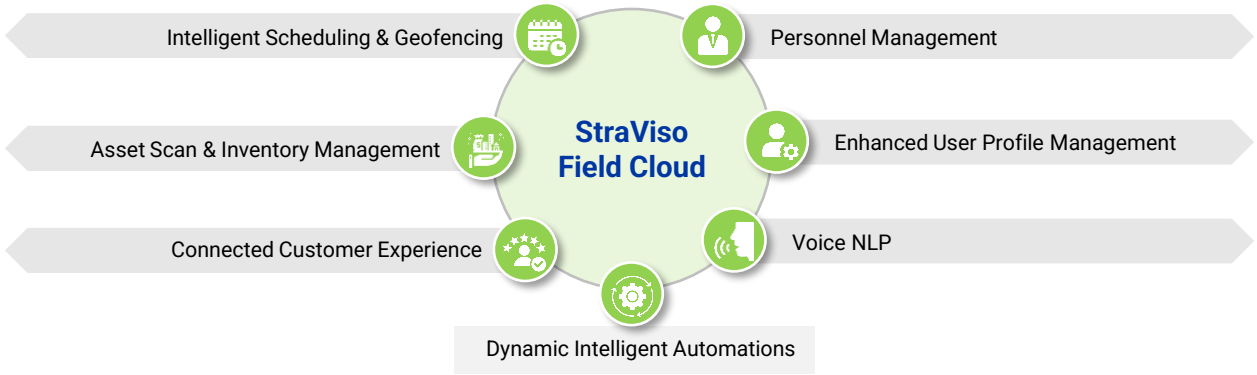 Intelligent Scheduling & Geofencing
Personnel Management
StraViso
Field Cloud
Asset Scan & Inventory Management
Enhanced User Profile Management
Connected Customer Experience
Voice NLP
Dynamic Intelligent Automations